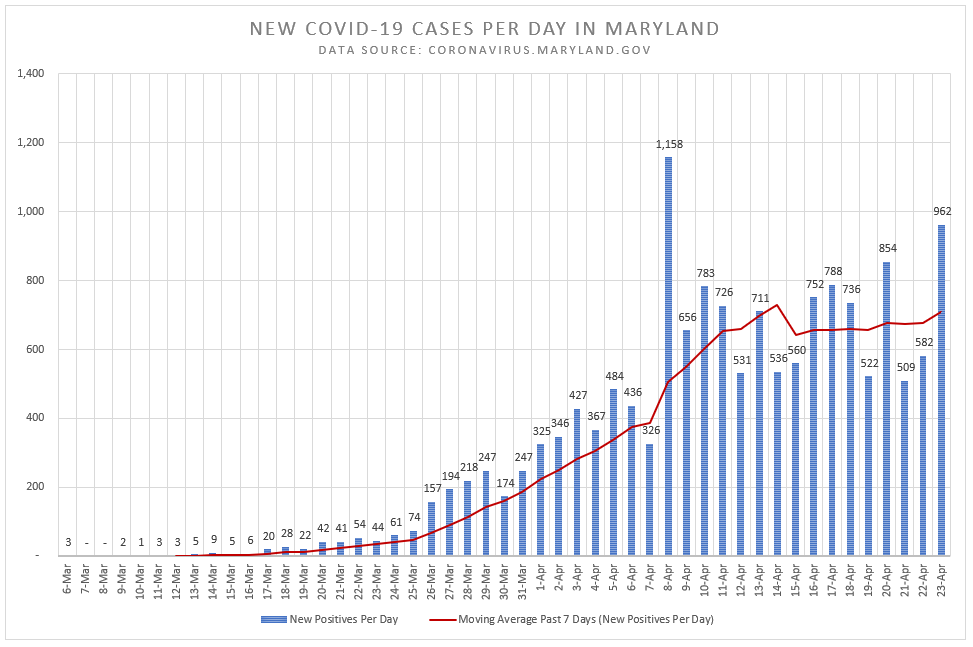 NEW COVID-19 CASES PER DAY IN MARYLAND
DATA SOURCE: CORONAVIRUS.MARYLAND.GOV
1,400
1,200
1,000
800
600
400
200
-
3 - - 2 1 3 3 5 9 5 6 20 28 22 42 41 54 44 61 74 157 194 218 247 174 247 325 346 427 367 484 436 326 1,158 656 783 726 531 711 536 560 752 788 736 522 854 509 582 962
6-Mar 7-Mar 8-Mar 9-Mar 10-Mar 11-Mar 12-Mar 13-Mar 14-Mar 15-Mar 16-Mar 17-Mar 18-Mar 19-Mar 20-Mar 21-Mar 22-Mar 23-Mar 24-Mar 25-Mar 26-Mar 27-Mar 28-Mar 29-Mar 30-Mar 31-Mar 1-Apr 2-Apr 3-Apr 4-Apr 5-Apr 6-Apr 7-Apr 8-Apr 9-Apr 10-Apr 11-Apr 12-Apr 13-Apr 14-Apr 15-Apr 16-Apr 17-Apr 18-Apr 19-Apr 20-Apr 21-Apr 22-Apr 23-Apr
New Positives Per Day Moving Average Past 7 Days (New Positives Per Day)